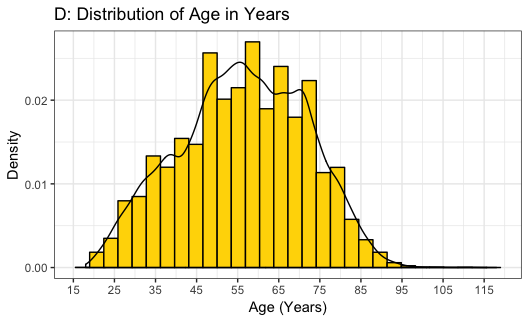 D: Distribution of Age in Years
Density
0.02
0.01
0.00
15 25 35 45 55 65 75 85 95 105 115
Age (Years)